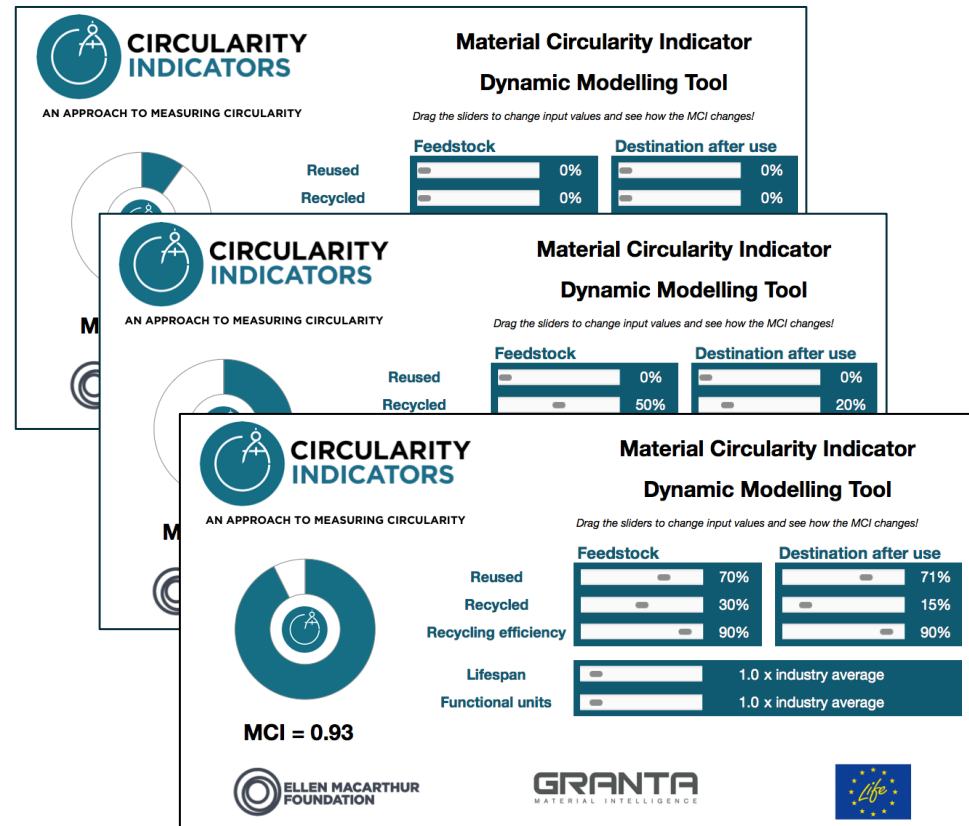 CIRCULARITY
INDICATORS
AN APPROACH TO MEASURING CIRCULARITY
Material Circularity Indicator
Dynamic Modelling Tool
Drag the sliders to change input values and see how the MCI changes!
Feedstock Destination after use
Reused 0% 0%
Recycled 0% 0%
M
CIRCULARITY
INDICATORS
AN APPROACH TO MEASURING CIRCULARITY
Material Circularity Indicator
Dynamic Modelling Tool
Drag the sliders to change input values and see how the MCI changes!
Feedstock Destination after use
Reused 0% 0%
Recycled 50% 20%
M
CIRCULARITY
INDICATORS
AN APPROACH TO MEASURING CIRCULARITY
Material Circularity Indicator
Dynamic Modelling Tool
Drag the sliders to change input values and see how the MCI changes!
Feedstock Destination after use
Reused 70% 71%
Recycled 30% 15%
Recycling efficiency 90% 90%
Lifespan 1.0 x industry average
Functional units 1.0 x industry average
MCI = 0.93
ELLEN MACARTHUR
FOUNDATION
GRANTA
MATERIAL INTELLIGENCE
Life